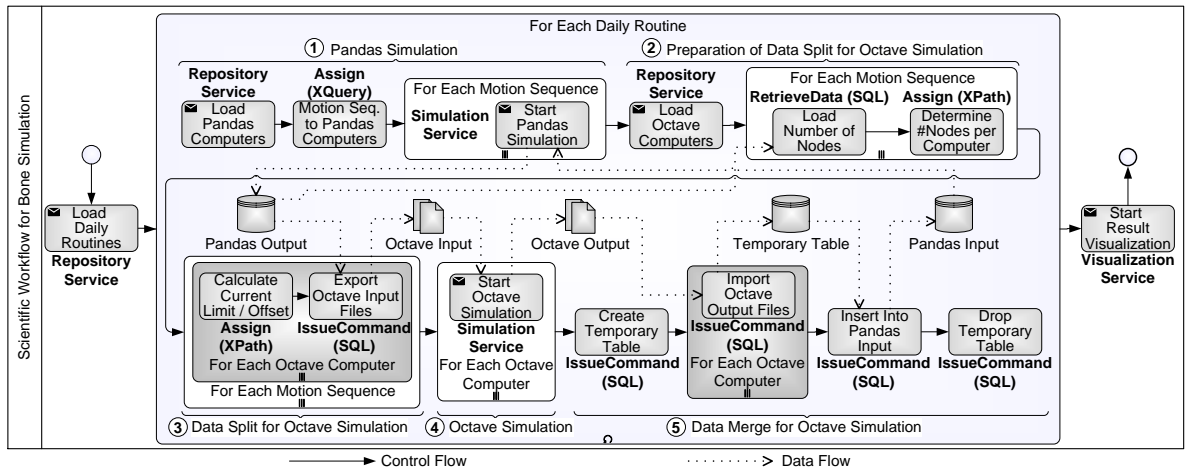 Scientific Workflow for Bone Simulation
For Each Daily Routine
1 Pandas Simulation
2 Preparation of Data Split for Octave Simulation
Repository
Service
Load
Pandas
Computers
Assign
(XQuery)
Motion Seq.
to Pandas
Computers
For Each Motion Sequence
Simulation
Service
Start
Pandas
Simulation
Repository
Service
Load
Octave
Computers
For Each Motion Sequence
RetrieveData (SQL)
Load
Number of
Nodes
Assign (XPath)
Determine
#Nodes per
Computer
Load
Daily
Routines
Repository
Service
Pandas Output
Octave Input
Octave Output
Temporary Table
Pandas Input
Start
Result
Visualization
Visualization
Service
Calculate
Current
Limit / Offset
Assign
(XPath)
Export
Octave Input
Files
IssueCommand
(SQL)
For Each Octave Computer
For Each Motion Sequence
Start
Octave
Simulation
Simulation
Service
For Each Octave
Computer
Create
Temporary
Table
IssueCommand
(SQL)
Import
Octave
Output Files
IssueCommand
(SQL)
For Each Octave
Computer
Insert Into
Pandas
Input
IssueCommand
(SQL)
Drop
Temporary
Table
IssueCommand
(SQL)
3 Data Split for Octave Simulation
4 Octave Simulation
5 Data Merge for Octave Simulation
Control Flow
Data Flow